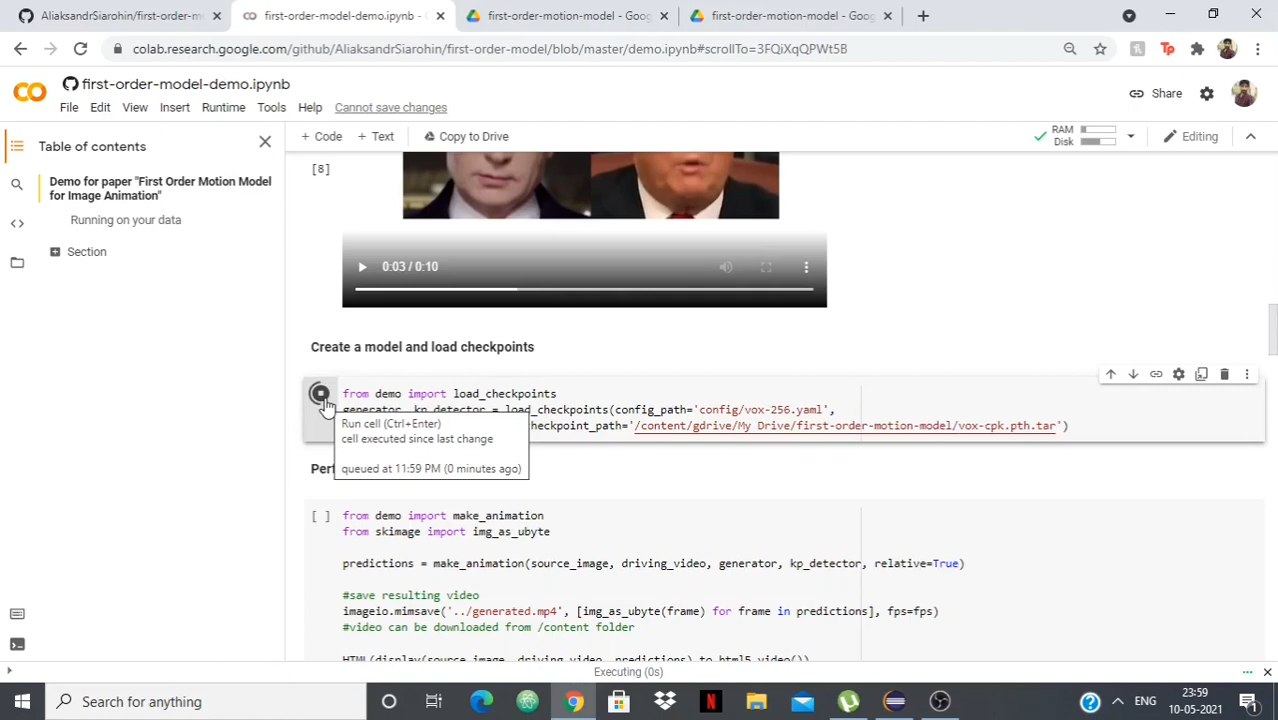 AliaksandrSiarohin/first-order-m
first-order-model-demo.ipynb -
first-order-motion-model - Goog
first-order-motion-model - Goog
colab.research.google.com/github/AliaksandrSiarohin/first-order-model/blob/master/demo.ipynb#scrollTo=3FQiXqQPWt5B
first-order-model-demo.ipynb
File Edit View Insert Runtime Tools Help Cannot save changes
Share
+ Code + Text Copy to Drive
RAM
Disk
Editing
Table of contents
Demo for paper "First Order Motion Model
for Image Animation"
Running on your data
Section
[8]
0:03 / 0:10
Create a model and load checkpoints
from demo import load_checkpoints
generator, kp_detector = load_checkpoints(config_path='config/vox-256.yaml',
checkpoint_path='/content/gdrive/My Drive/first-order-motion-model/vox-cpk.pth.tar')
Run cell (Ctrl+Enter)
cell executed since last change
queued at 11:59 PM (0 minutes ago)
Perf
[ ] from demo import make_animation
from skimage import img_as_ubyte
predictions = make_animation(source_image, driving_video, generator, kp_detector, relative=True)
#save resulting video
imageio.mimsave('../generated.mp4', [img_as_ubyte(frame) for frame in predictions], fps=fps)
#video can be downloaded from /content folder
HTML(display(source_image, driving_video, predictions).to_html5_video())
Executing (0s)
Type: Search for anything
ENG
23:59
10-05-2021